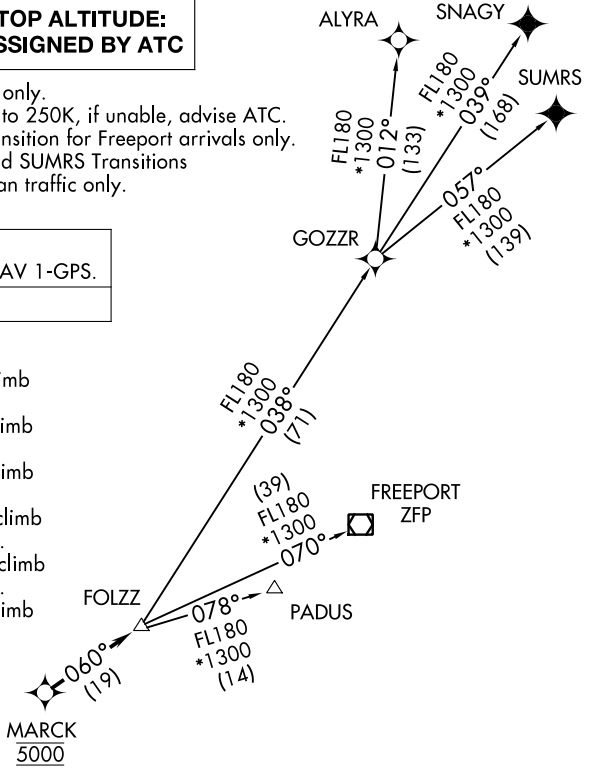 TOP ALTITUDE:
SSIGNED BY ATC
only.
to 250K, if unable, advise ATC.
nsition for Freeport arrivals only.
d SUMRS Transitions
an traffic only.
AV 1-GPS.
mb
imb
imb
climb
.
climb
.
imb
ALYRA
SNAGY
SUMRS
FL180
*1300
012°
(133)
FL180
*1300
039°
(168)
057°
FL180
*1300
(139)
GOZZR
FL180
*1300
038°
(71)
(39)
FL180
*1300
070°
FREEPORT
ZFP
FOLZZ
078°
FL180
*1300
(14)
PADUS
060°
(19)
MARCK
5000